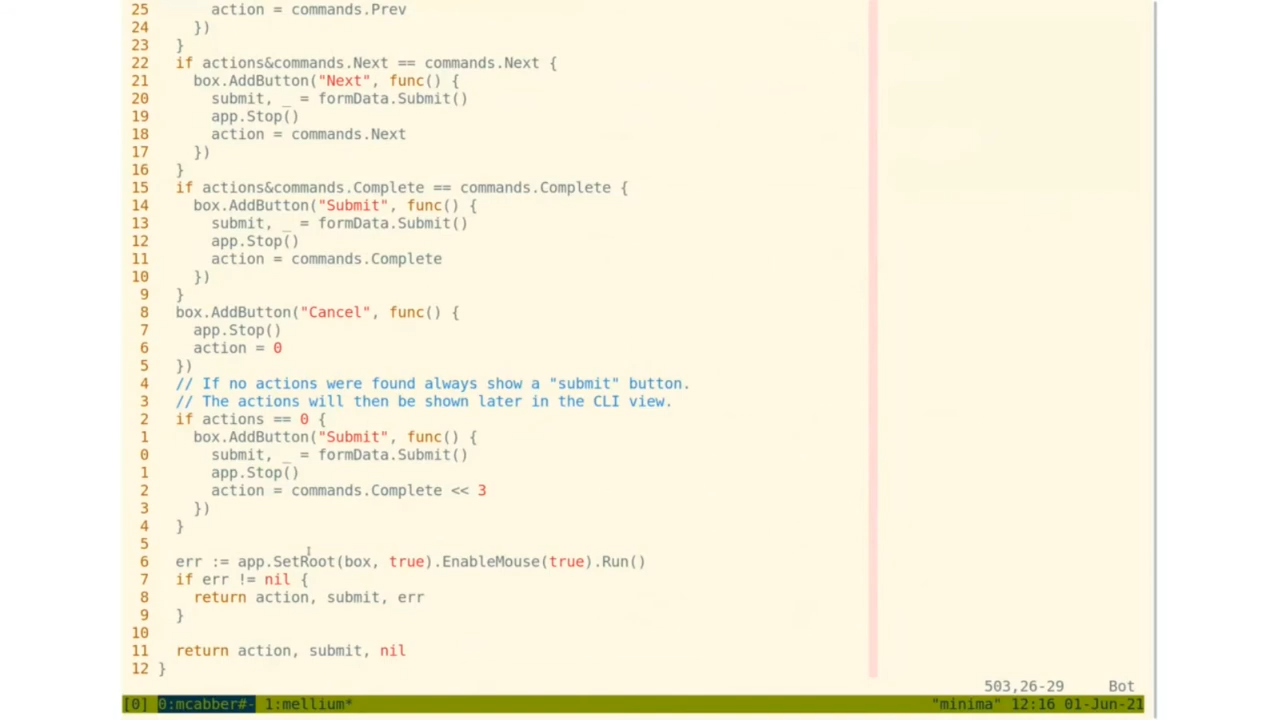 25 action = commands.Prev
24 })
23 }
22 if actions&commands.Next == commands.Next {
21 box.AddButton("Next", func() {
20 submit, _ = formData.Submit()
19 app.Stop()
18 action = commands.Next
17 })
16 }
15 if actions&commands.Complete == commands.Complete {
14 box.AddButton("Submit", func() {
13 submit, _ = formData.Submit()
12 app.Stop()
11 action = commands.Complete
10 })
9 }
8 box.AddButton("Cancel", func() {
7 app.Stop()
6 action = 0
5 })
4 // If no actions were found always show a "submit" button.
3 // The actions will then be shown later in the CLI view.
2 if actions == 0 {
1 box.AddButton("Submit", func() {
0 submit, _ = formData.Submit()
1 app.Stop()
2 action = commands.Complete << 3
3 })
4 }
5
6 err := app.SetRoot(box, true).EnableMouse(true).Run()
7 if err != nil {
8 return action, submit, err
9 }
10
11 return action, submit, nil
12 }
503,26-29 Bot
[0] 0:mcabber#- 1:mellium* "minima" 12:16 01-Jun-21